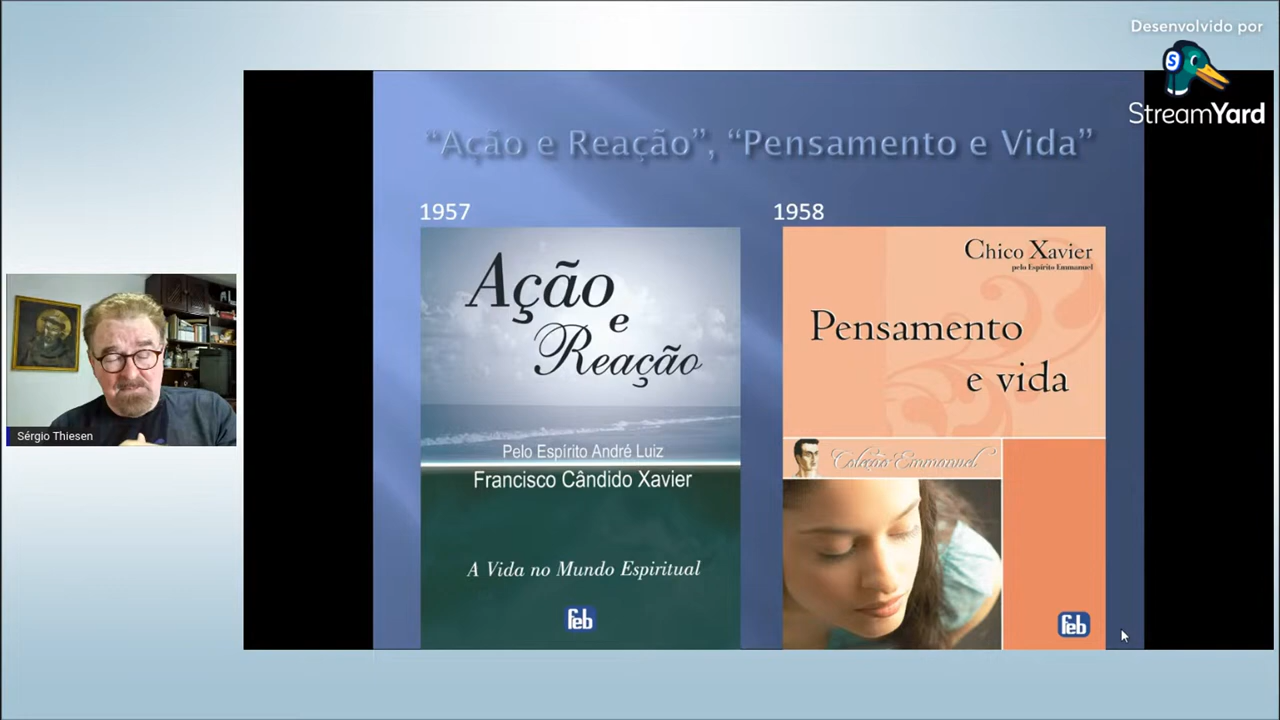 Desenvolvido por
S
StreamYard
“Ação e Reação”, “Pensamento e Vida”
1957
Ação
e
Reação
Pelo Espírito André Luiz
Francisco Cândido Xavier
A Vida no Mundo Espiritual
feb
1958
Chico Xavier
pelo Espírito Emmanuel
Pensamento
e vida
Coleção Emmanuel
feb
Sérgio Thiesen